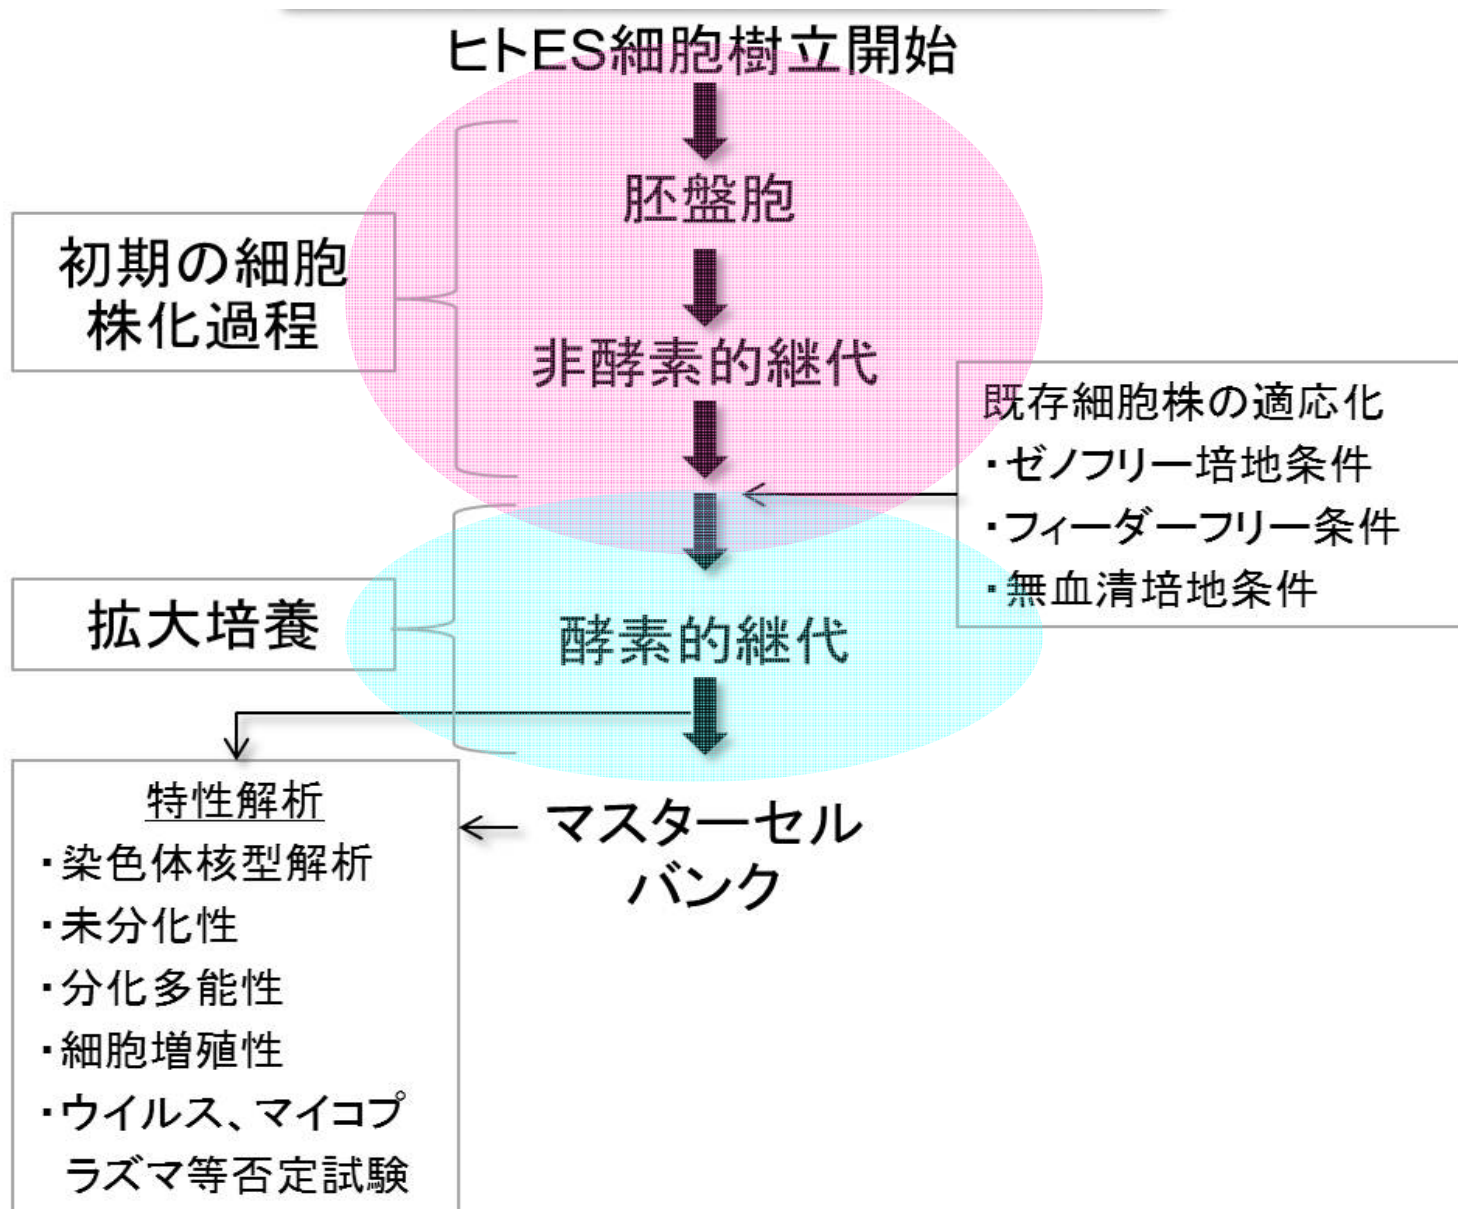 ヒトES細胞樹立開始
胚盤胞
初期の細胞
株化過程
非酵素的継代
既存細胞株の適応化
・ゼノフリー培地条件
・フィーダーフリー条件
・無血清培地条件
拡大培養
酵素的継代
特性解析
・染色体核型解析
・未分化性
・分化多能性
・細胞増殖性
・ウイルス、マイコプ
ラズマ等否定試験
マスターセル
バンク